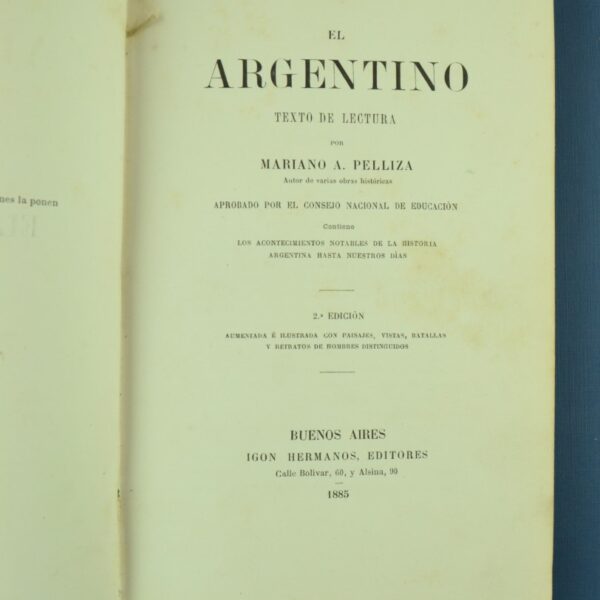 nes la ponen
EL
ARGENTINO
TEXTO DE LECTURA
POR
MARIANO A. PELLIZA
Autor de varias obras históricas
APROBADO POR EL CONSEJO NACIONAL DE EDUCACIÓN
Contiene
LOS ACONTECIMIENTOS NOTABLES DE LA HISTORIA
ARGENTINA HASTA NUESTROS DÍAS
2.ª EDICIÓN
AUMENTADA É ILUSTRADA CON PAISAJES, VISTAS, BATALLAS
Y RETRATOS DE HOMBRES DISTINGUIDOS
BUENOS AIRES
IGON HERMANOS, EDITORES
Calle Bolívar, 60, y Alsina, 90
1885